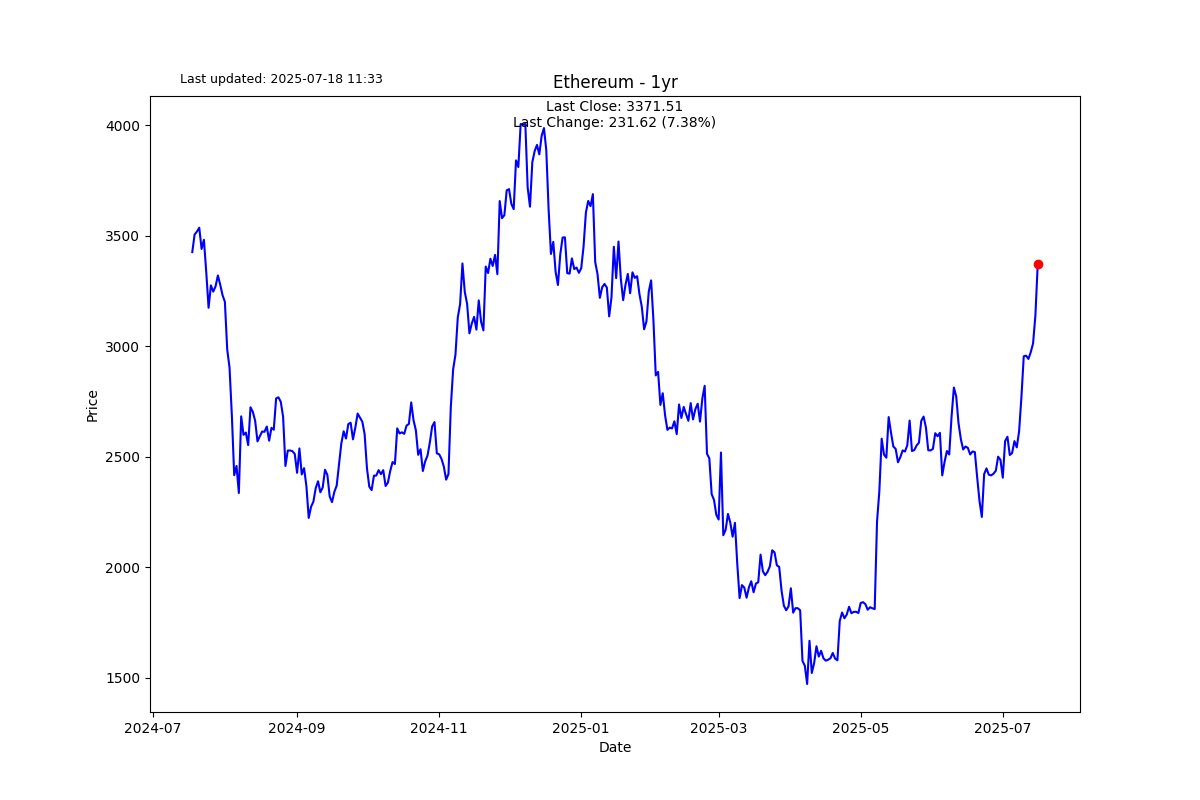 Last updated: 2025-07-18 11:33
Ethereum - 1yr
Last Close: 3371.51
Last Change: 231.62 (7.38%)
4000
3500
3000
2500
2000
1500
Price
2024-07
2024-09
2024-11
2025-01
2025-03
2025-05
2025-07
Date